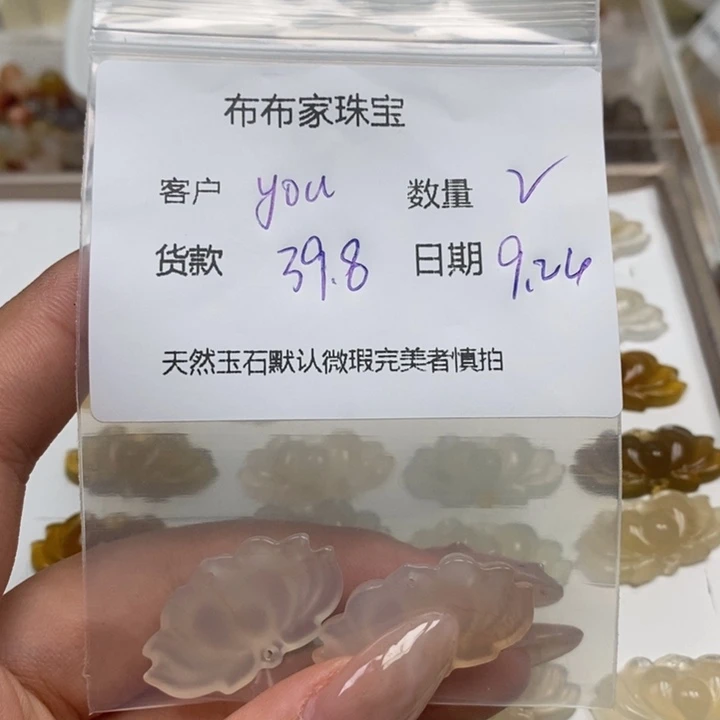 布布家珠宝
客户 you 数量 2
货款 39.8 日期 9.24
天然玉石默认微瑕完美者慎拍